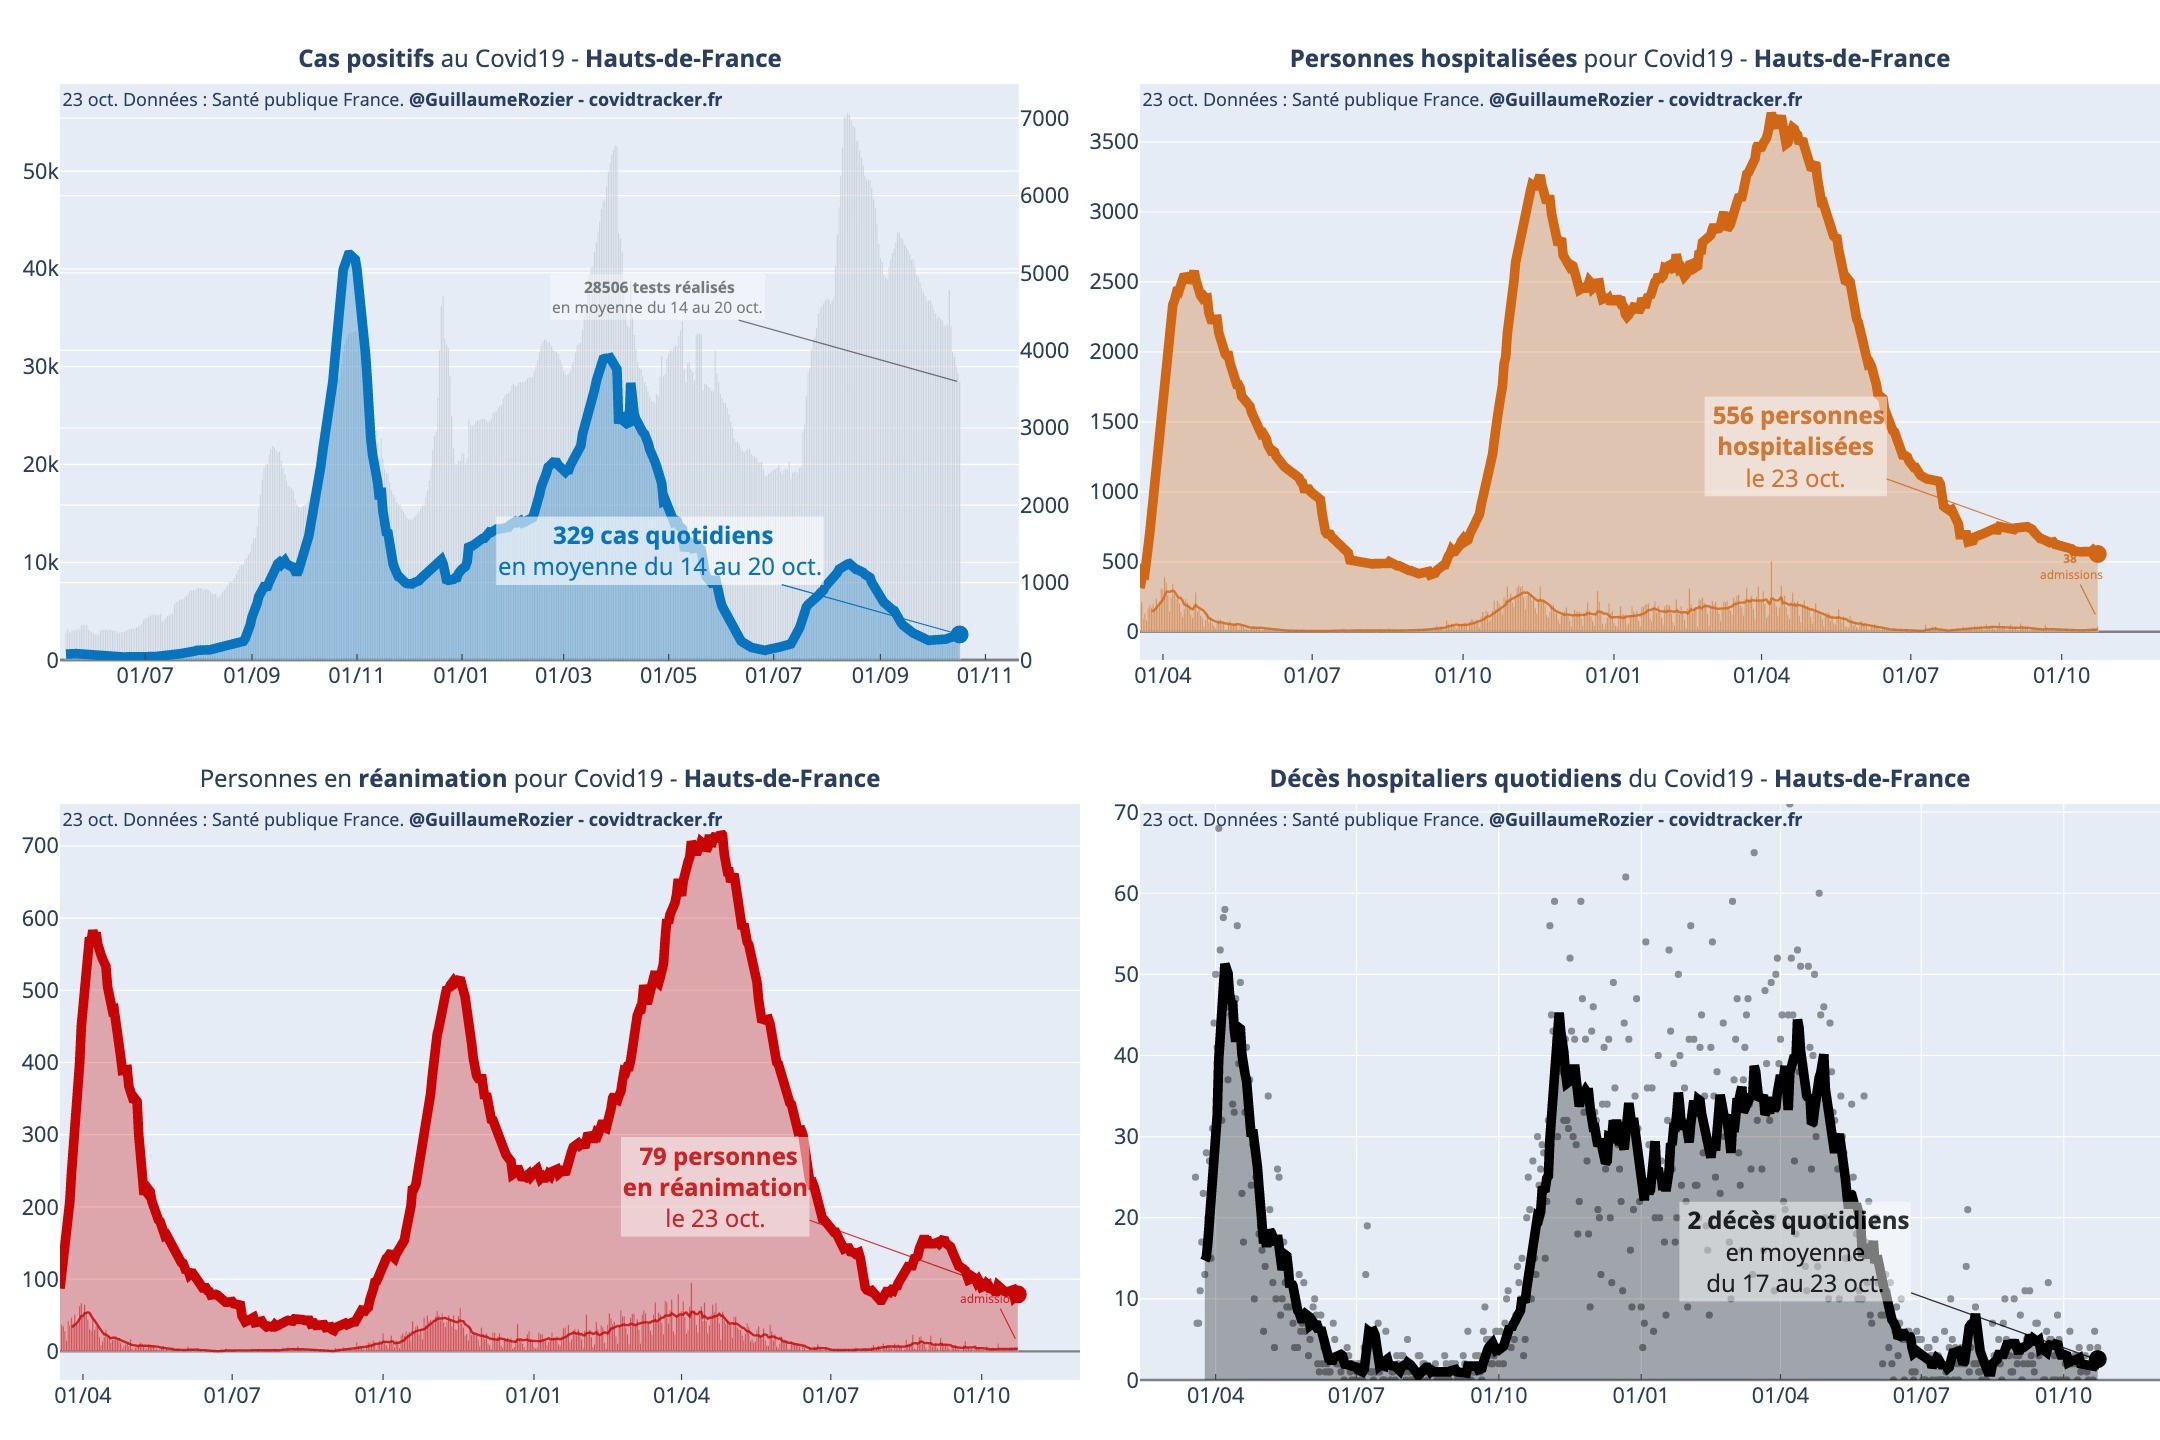 Cas positifs au Covid19 - Hauts-de-France
23 oct. Données : Santé publique France. @GuillaumeRozier - covidtracker.fr
50k
40k
30k
20k
10k
0
7000
6000
5000
4000
3000
2000
1000
0
28506 tests réalisés
en moyenne du 14 au 20 oct.
329 cas quotidiens
en moyenne du 14 au 20 oct.
01/07 01/09 01/11 01/01 01/03 01/05 01/07 01/09 01/11
Personnes hospitalisées pour Covid19 - Hauts-de-France
23 oct. Données : Santé publique France. @GuillaumeRozier - covidtracker.fr
3500
3000
2500
2000
1500
1000
500
0
556 personnes
hospitalisées
le 23 oct.
38
admissions
01/04 01/07 01/10 01/01 01/04 01/07 01/10
Personnes en réanimation pour Covid19 - Hauts-de-France
23 oct. Données : Santé publique France. @GuillaumeRozier - covidtracker.fr
700
600
500
400
300
200
100
0
79 personnes
en réanimation
le 23 oct.
01/04 01/07 01/10 01/01 01/04 01/07 01/10
Décès hospitaliers quotidiens du Covid19 - Hauts-de-France
23 oct. Données : Santé publique France. @GuillaumeRozier - covidtracker.fr
70
60
50
40
30
20
10
0
2 décès quotidiens
en moyenne
du 17 au 23 oct.
01/04 01/07 01/10 01/01 01/04 01/07 01/10